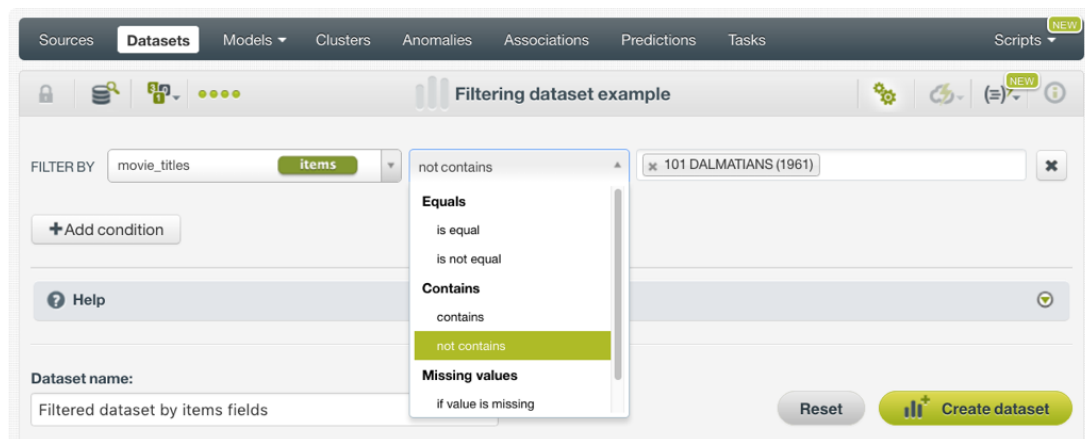 NEW
Sources Datasets Models Clusters Anomalies Associations Predictions Tasks Scripts
NEW
Filtering dataset example
FILTER BY movie_titles items not contains 101 DALMATIANS (1961)
Equals
+Add condition
is equal
is not equal
Contains
Help
contains
not contains
Missing values
Dataset name:
if value is missing
Filtered dataset by items fields
Reset Create dataset